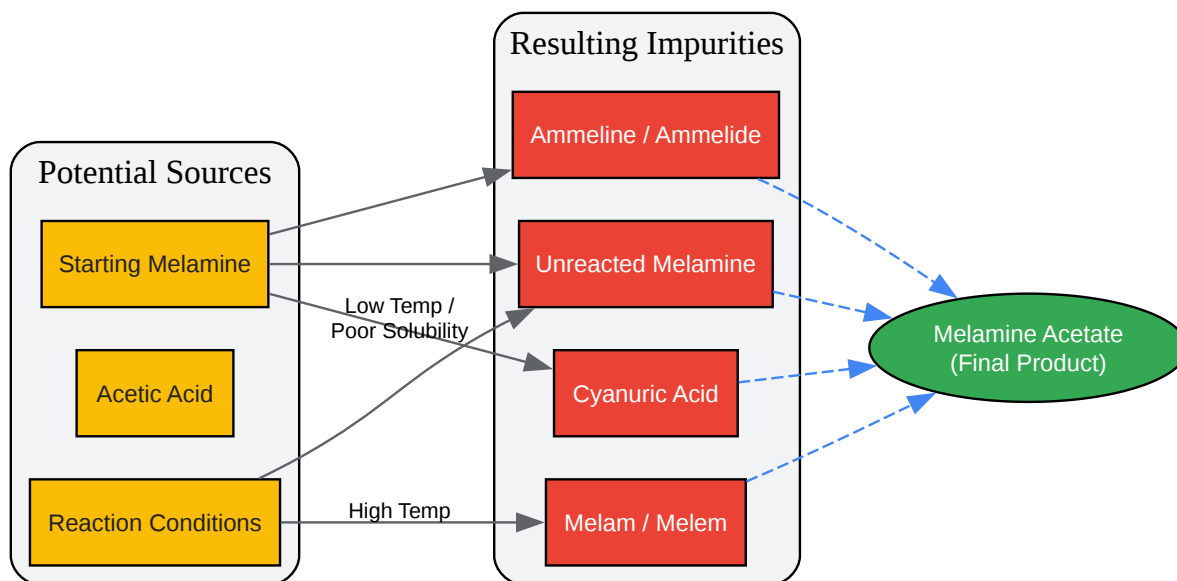 Potential Sources
Starting Melamine
Acetic Acid
Reaction Conditions
Low Temp /
Poor Solubility
High Temp
Resulting Impurities
Ammeline / Ammelide
Unreacted Melamine
Cyanuric Acid
Melam / Melem
Melamine Acetate
(Final Product)